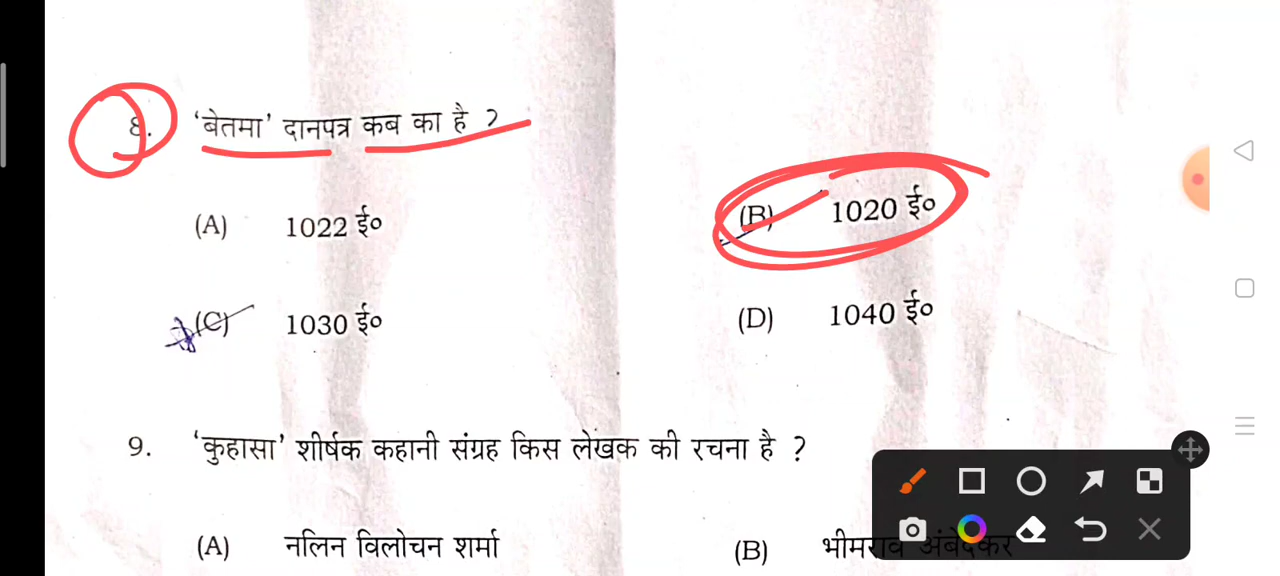 8. 'बेतमा' दानपत्र कब का है ?
(A) 1022 ई० (B) 1020 ई०
(C) 1030 ई० (D) 1040 ई०
9. 'कुहासा' शीर्षक कहानी संग्रह किस लेखक की रचना है ?
(A) नलिन विलोचन शर्मा (B) भीमराव अंबेदकर